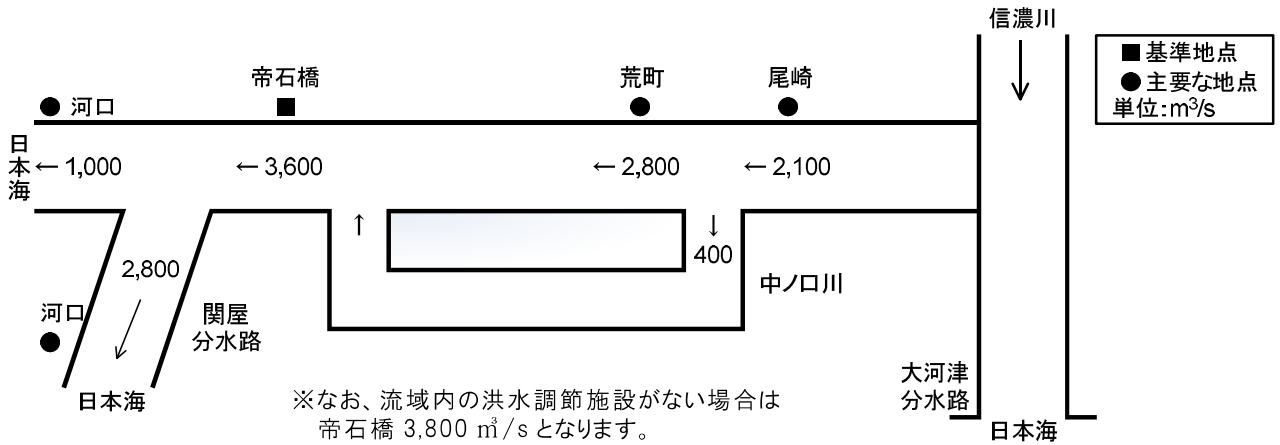 信濃川
■基準地点
●主要な地点
単位:m³/s
帝石橋
荒町
尾崎
河口
日本海
←1,000
←3,600
←2,800
←2,100
↑
↓
400
2,800
中ノ口川
河口
関屋
分水路
日本海
大河津
分水路
日本海
※なお、流域内の洪水調節施設がない場合は
帝石橋 3,800 ㎥/s となります。